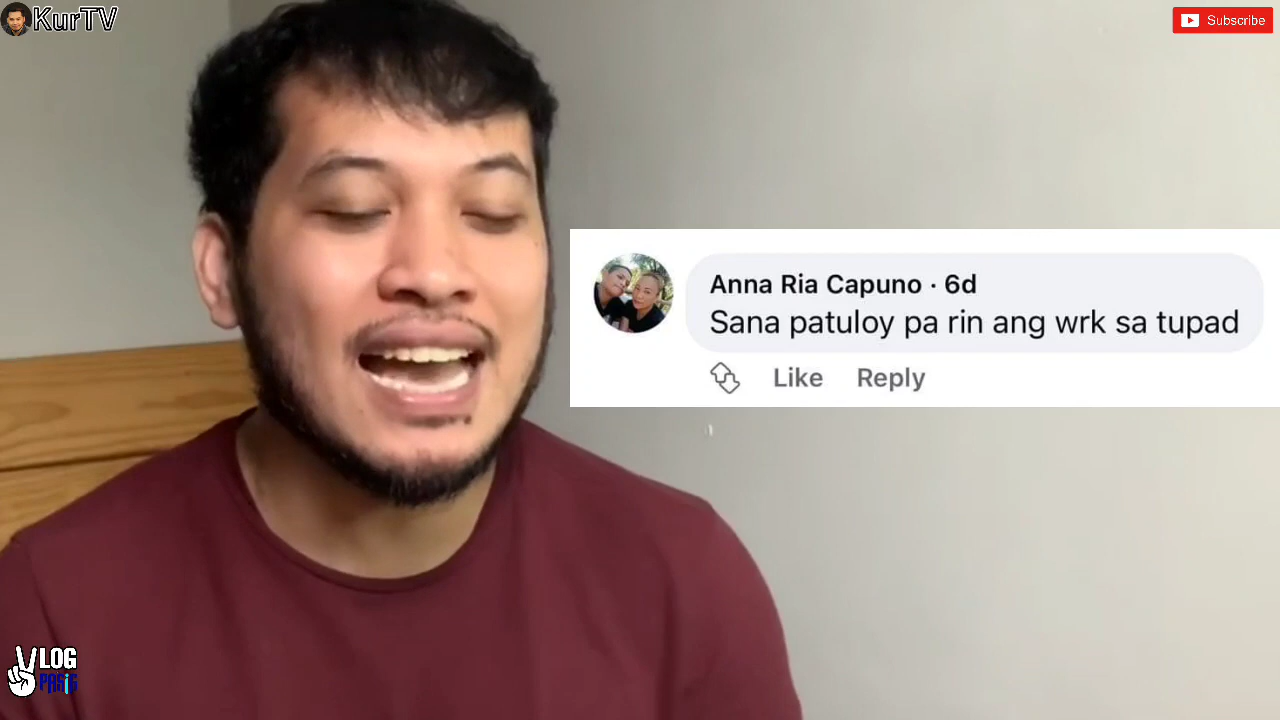 KurTV
Subscribe
Anna Ria Capuno · 6d
Sana patuloy pa rin ang wrk sa tupad
Like Reply
VLOG
PASIG